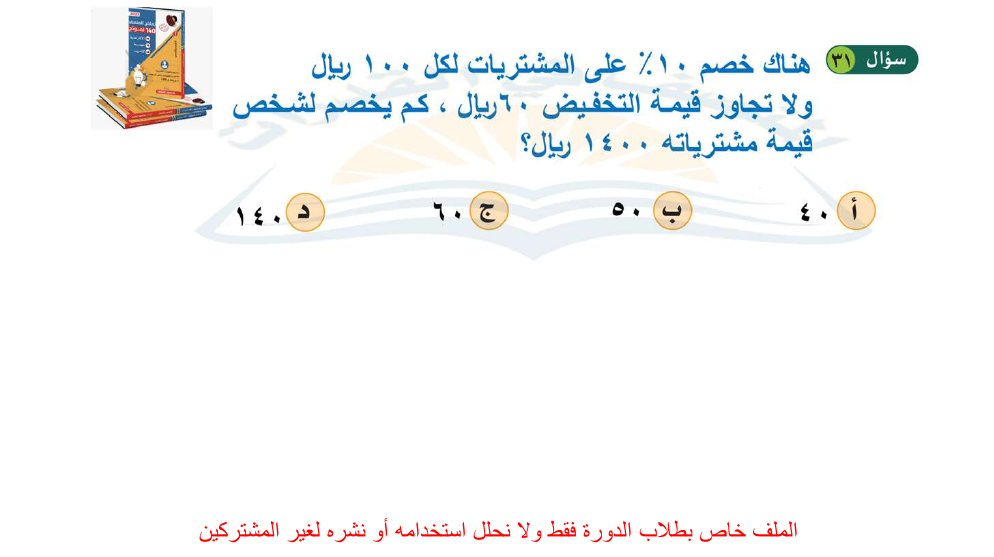 سؤال ٣١
هناك خصم ١٠٪ على المشتريات لكل ١٠٠ ريال
ولا تجاوز قيمة التخفيض ٦٠ريال ، كم يخصم لشخص
قيمة مشترياته ١٤٠٠ ريال؟
أ ٤٠ ب ٥٠ ج ٦٠ د ١٤٠
الملف خاص بطلاب الدورة فقط ولا نحلل استخدامه أو نشره لغير المشتركين